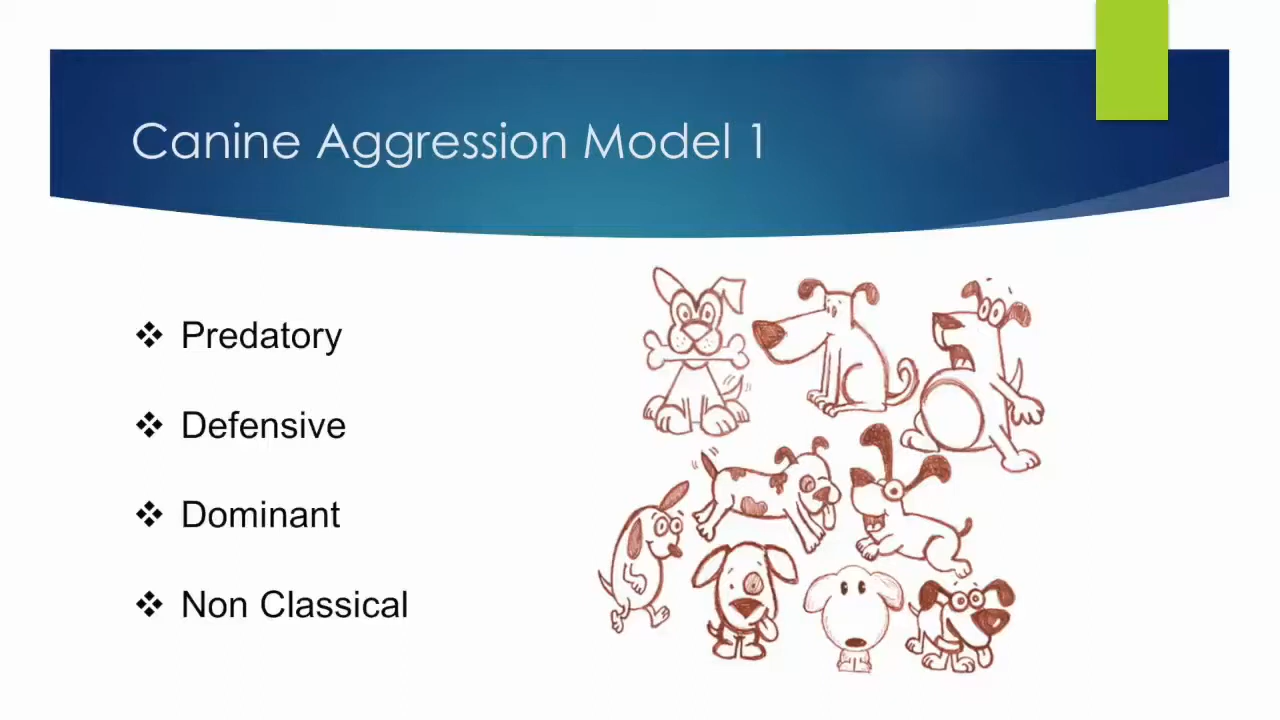 Canine Aggression Model 1
Predatory
Defensive
Dominant
Non Classical